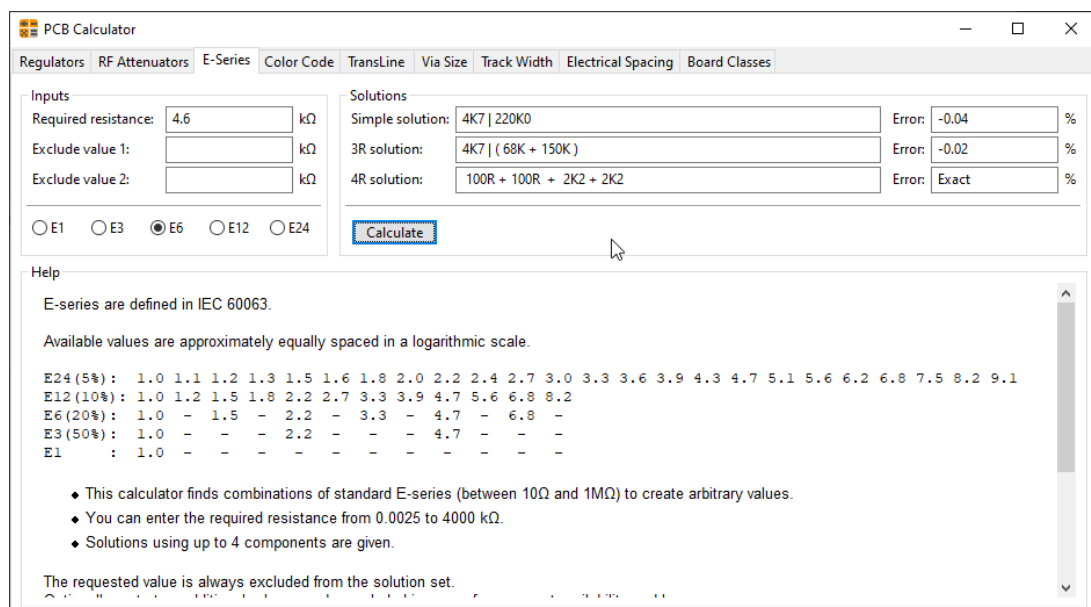 PCB Calculator
Regulators RF Attenuators E-Series Color Code TransLine Via Size Track Width Electrical Spacing Board Classes
Inputs
Required resistance: 4.6 kΩ
Exclude value 1: kΩ
Exclude value 2: kΩ
E1 E3 E6 E12 E24
Solutions
Simple solution: 4K7 | 220K0 Error: -0.04 %
3R solution: 4K7 | ( 68K + 150K ) Error: -0.02 %
4R solution: 100R + 100R + 2K2 + 2K2 Error: Exact %
Calculate
Help
E-series are defined in IEC 60063.
Available values are approximately equally spaced in a logarithmic scale.
E24(5%): 1.0 1.1 1.2 1.3 1.5 1.6 1.8 2.0 2.2 2.4 2.7 3.0 3.3 3.6 3.9 4.3 4.7 5.1 5.6 6.2 6.8 7.5 8.2 9.1
E12(10%): 1.0 1.2 1.5 1.8 2.2 2.7 3.3 3.9 4.7 5.6 6.8 8.2
E6(20%): 1.0 - 1.5 - 2.2 - 3.3 - 4.7 - 6.8 -
E3(50%): 1.0 - - - 2.2 - - - 4.7 - - -
E1 : 1.0 - - - - - - - - - - -
⬥ This calculator finds combinations of standard E-series (between 10Ω and 1MΩ) to create arbitrary values.
⬥ You can enter the required resistance from 0.0025 to 4000 kΩ.
⬥ Solutions using up to 4 components are given.
The requested value is always excluded from the solution set.